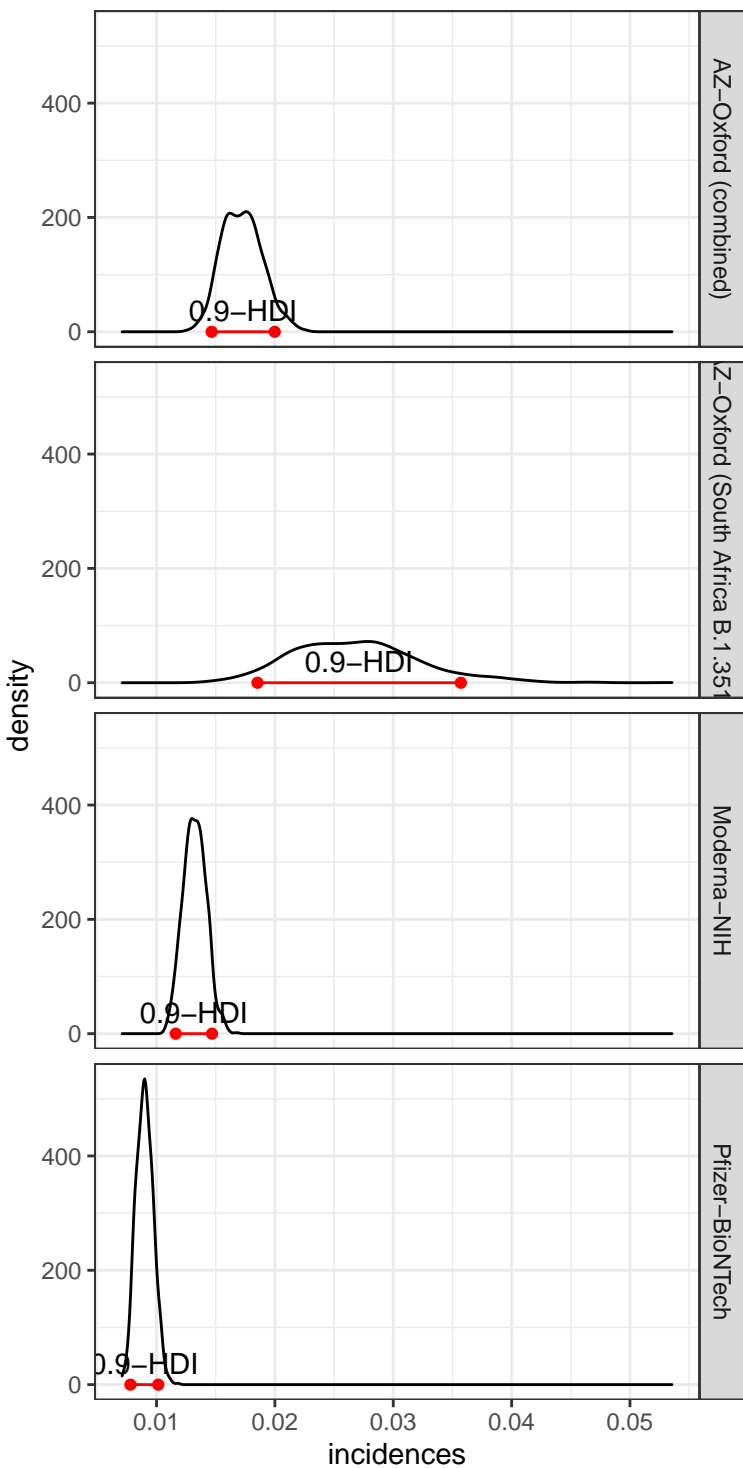 400
200
0
0.9−HDI
AZ−Oxford (combined)
400
200
0
0.9−HDI
AZ−Oxford (South Africa B.1.351
400
200
0
0.9−HDI
Moderna−NIH
400
200
0
0.9−HDI
Pfizer−BioNTech
density
0.01 0.02 0.03 0.04 0.05
incidences